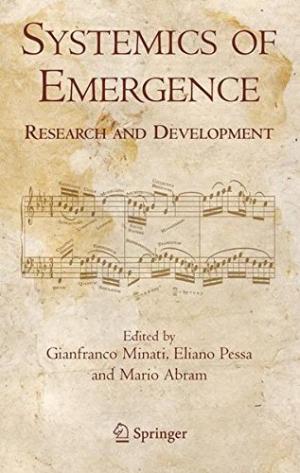 SYSTEMICS OF
EMERGENCE
RESEARCH AND DEVELOPMENT
Edited by
Gianfranco Minati, Eliano Pessa
and Mario Abram
Springer